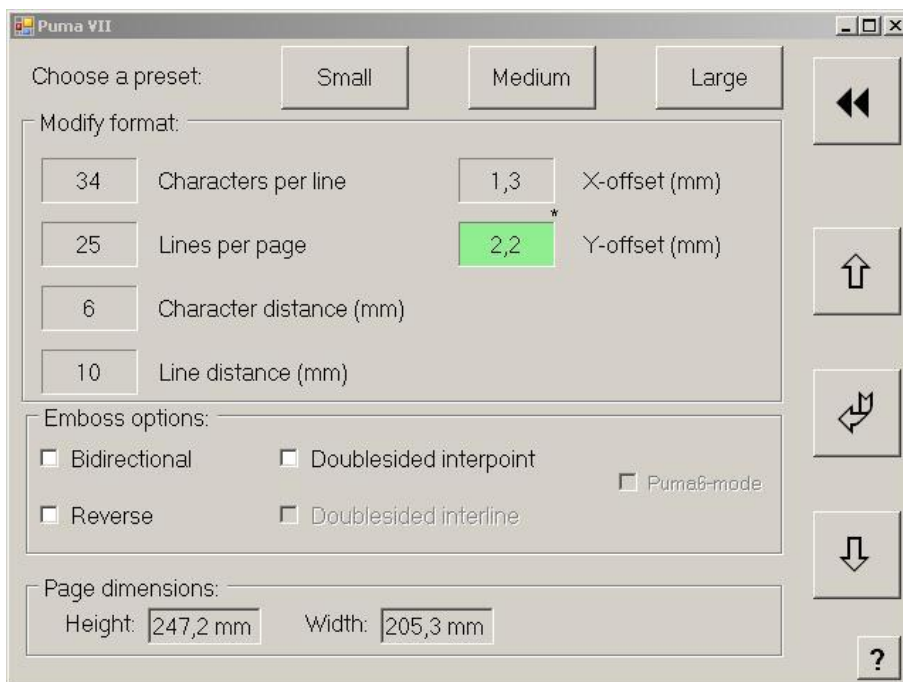 Puma VII
Choose a preset: Small Medium Large
Modify format:
34 Characters per line 1,3 X-offset (mm)
*
25 Lines per page 2,2 Y-offset (mm)
6 Character distance (mm)
10 Line distance (mm)
Emboss options:
Bidirectional Doublesided interpoint
Puma6-mode
Reverse Doublesided interline
Page dimensions:
Height: 247,2 mm Width: 205,3 mm
?